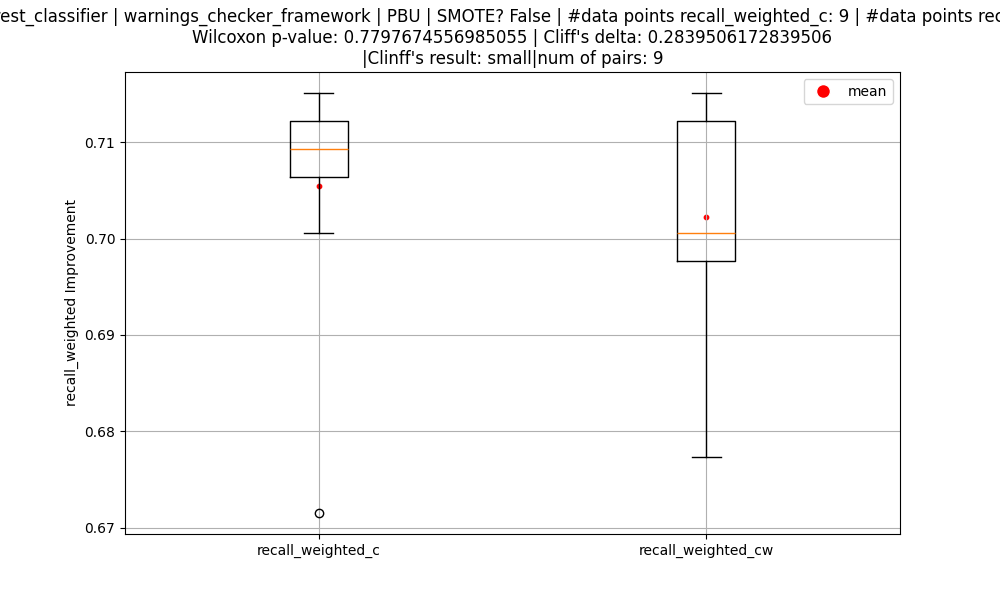 est_classifier | warnings_checker_framework | PBU | SMOTE? False | #data points recall_weighted_c: 9 | #data points rec
Wilcoxon p-value: 0.7797674556985055 | Cliff's delta: 0.2839506172839506
|Clinff's result: small|num of pairs: 9
mean
0.71
0.70
0.69
0.68
0.67
recall_weighted Improvement
recall_weighted_c
recall_weighted_cw